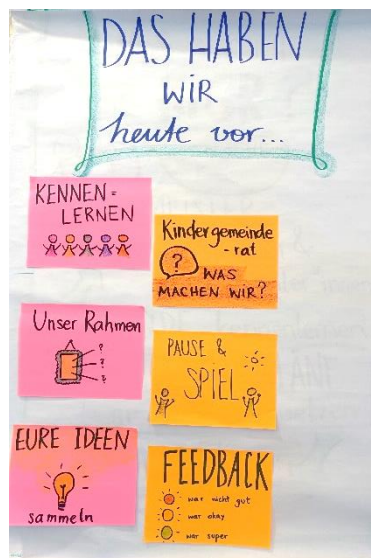 DAS HABEN
WIR
heute vor...
KENNEN=
LERNEN
Kindergemeinde
-rat
?
WAS
MACHEN WIR?
Unser Rahmen
?
?
?
PAUSE &
SPIEL
EURE IDEEN
sammeln
FEEDBACK
war nicht gut
war okay
war super